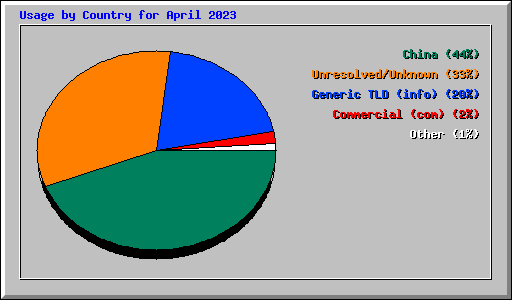 Usage by Country for April 2023
China (44%)
Unresolved/Unknown (33%)
Generic TLD (info) (20%)
Commercial (com) (2%)
Other (1%)